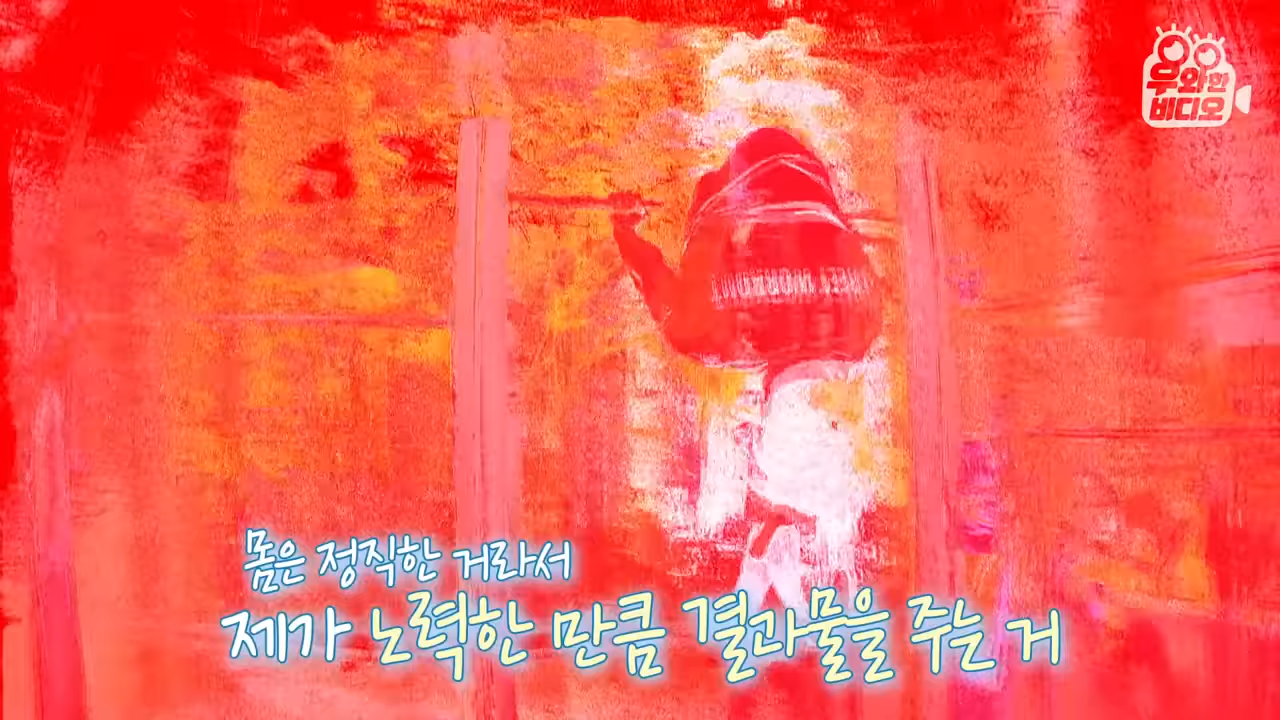 우와한
비디오
몸은 정직한 거라서
제가 노력한 만큼 결과물을 주는 거